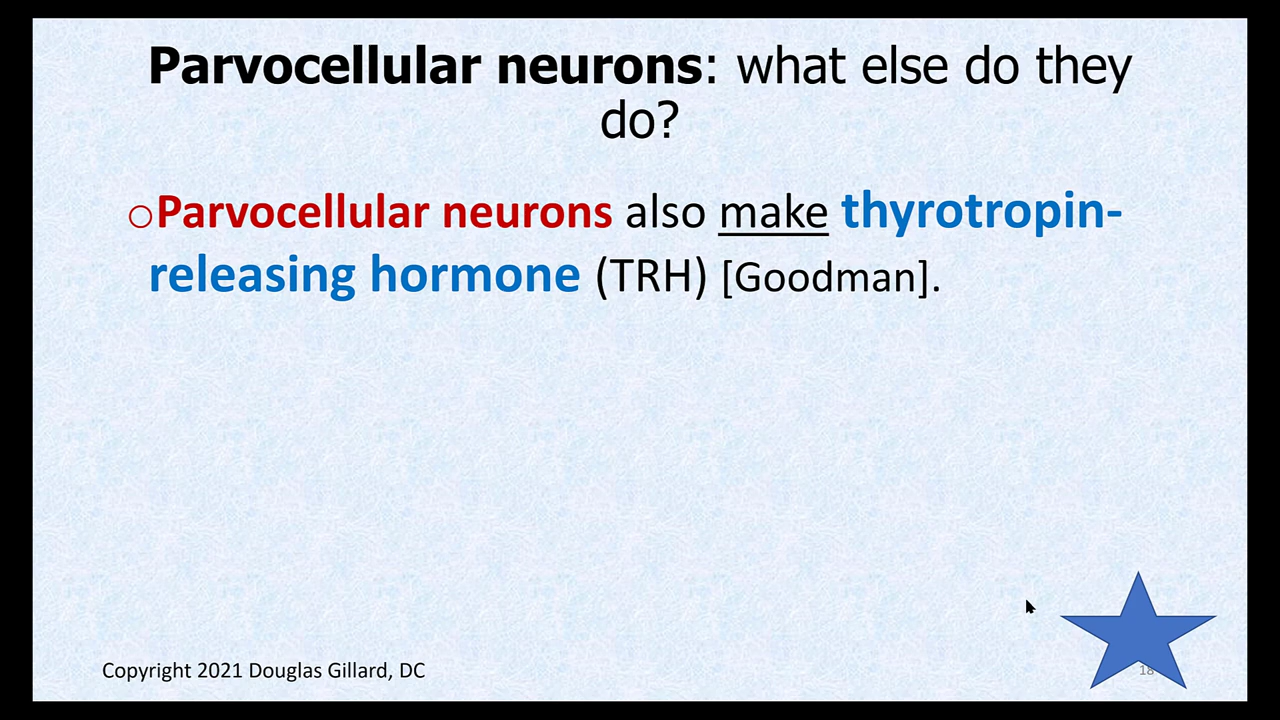 Parvocellular neurons: what else do they
do?
○Parvocellular neurons also make thyrotropin-
releasing hormone (TRH) [Goodman].
Copyright 2021 Douglas Gillard, DC
18